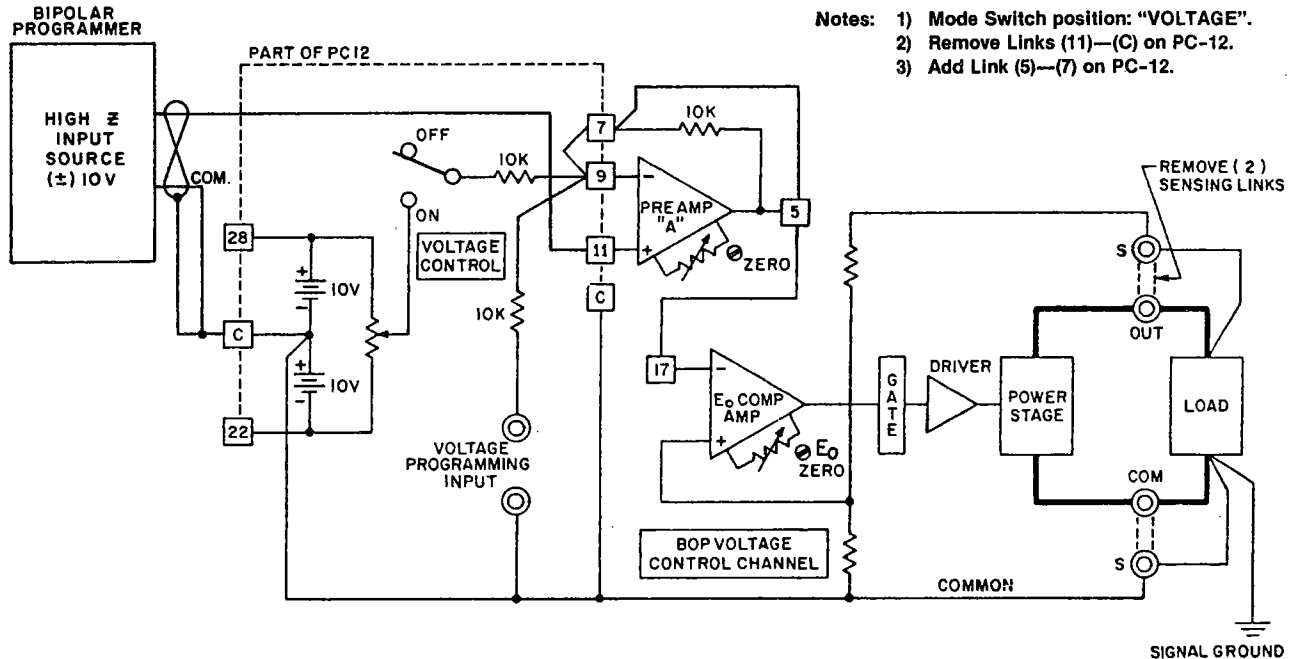 BIPOLAR
PROGRAMMER
Notes: 1) Mode Switch position: “VOLTAGE”.
2) Remove Links (11)—(C) on PC-12.
3) Add Link (5)—(7) on PC-12.
PART OF PC12
HIGH Z
INPUT
SOURCE
(±) 10V
COM.
OFF
10K
ON
VOLTAGE
CONTROL
28
+
-
10V
C
+
-
10V
22
7
10K
9
-
PREAMP
"A"
5
11
+
ZERO
C
10K
VOLTAGE
PROGRAMMING
INPUT
17
-
Eo COMP
AMP
+
Eo
ZERO
BOP VOLTAGE
CONTROL CHANNEL
GATE
DRIVER
POWER
STAGE
REMOVE (2)
SENSING LINKS
S
OUT
LOAD
COM
S
COMMON
SIGNAL GROUND